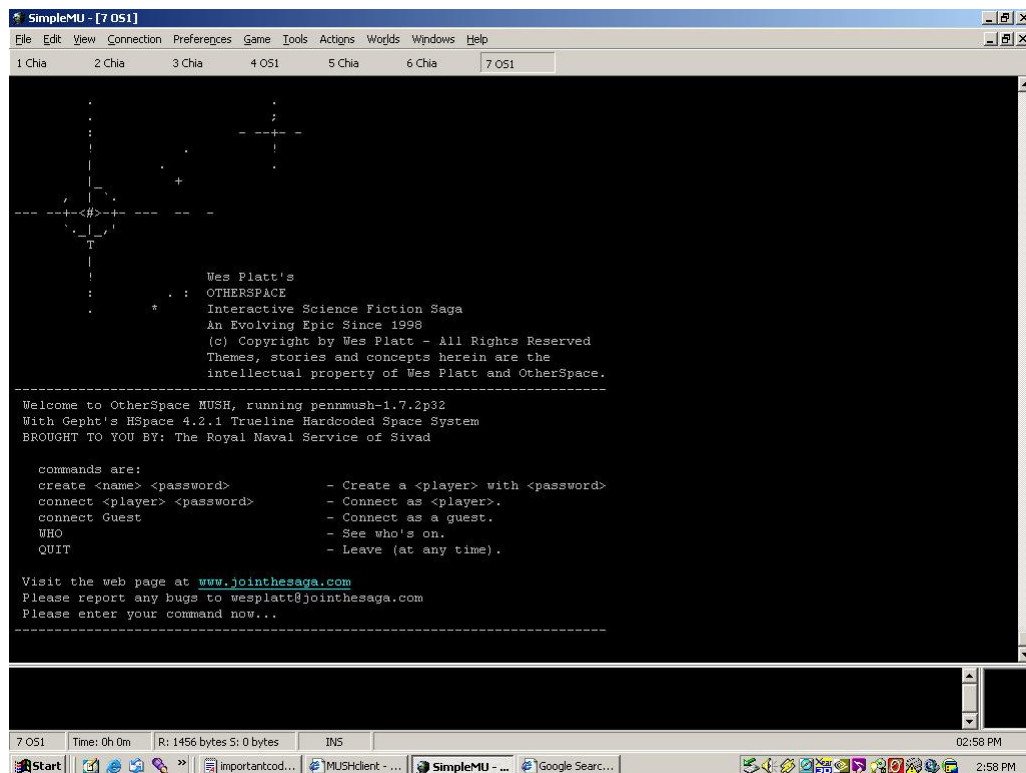 SimpleMU - [7 OS1]
File Edit View Connection Preferences Game Tools Actions Worlds Windows Help
1 Chia 2 Chia 3 Chia 4 OS1 5 Chia 6 Chia 7 OS1
Wes Platt's
OTHERSPACE
Interactive Science Fiction Saga
An Evolving Epic Since 1998
(c) Copyright by Wes Platt - All Rights Reserved
Themes, stories and concepts herein are the
intellectual property of Wes Platt and OtherSpace.
Welcome to OtherSpace MUSH, running pennmush-1.7.2p32
With Gepht's HSpace 4.2.1 Trueline Hardcoded Space System
BROUGHT TO YOU BY: The Royal Naval Service of Sivad
commands are:
create <name> <password> - Create a <player> with <password>
connect <player> <password> - Connect as <player>.
connect Guest - Connect as a guest.
WHO - See who's on.
QUIT - Leave (at any time).
Visit the web page at www.jointhesaga.com
Please report any bugs to wesplatt@jointhesaga.com
Please enter your command now...
7 OS1 Time: 0h 0m R: 1456 bytes S: 0 bytes INS 02:58 PM
Start importantcod... MUSHclient - ... SimpleMU - ... Google Searc... 2:58 PM